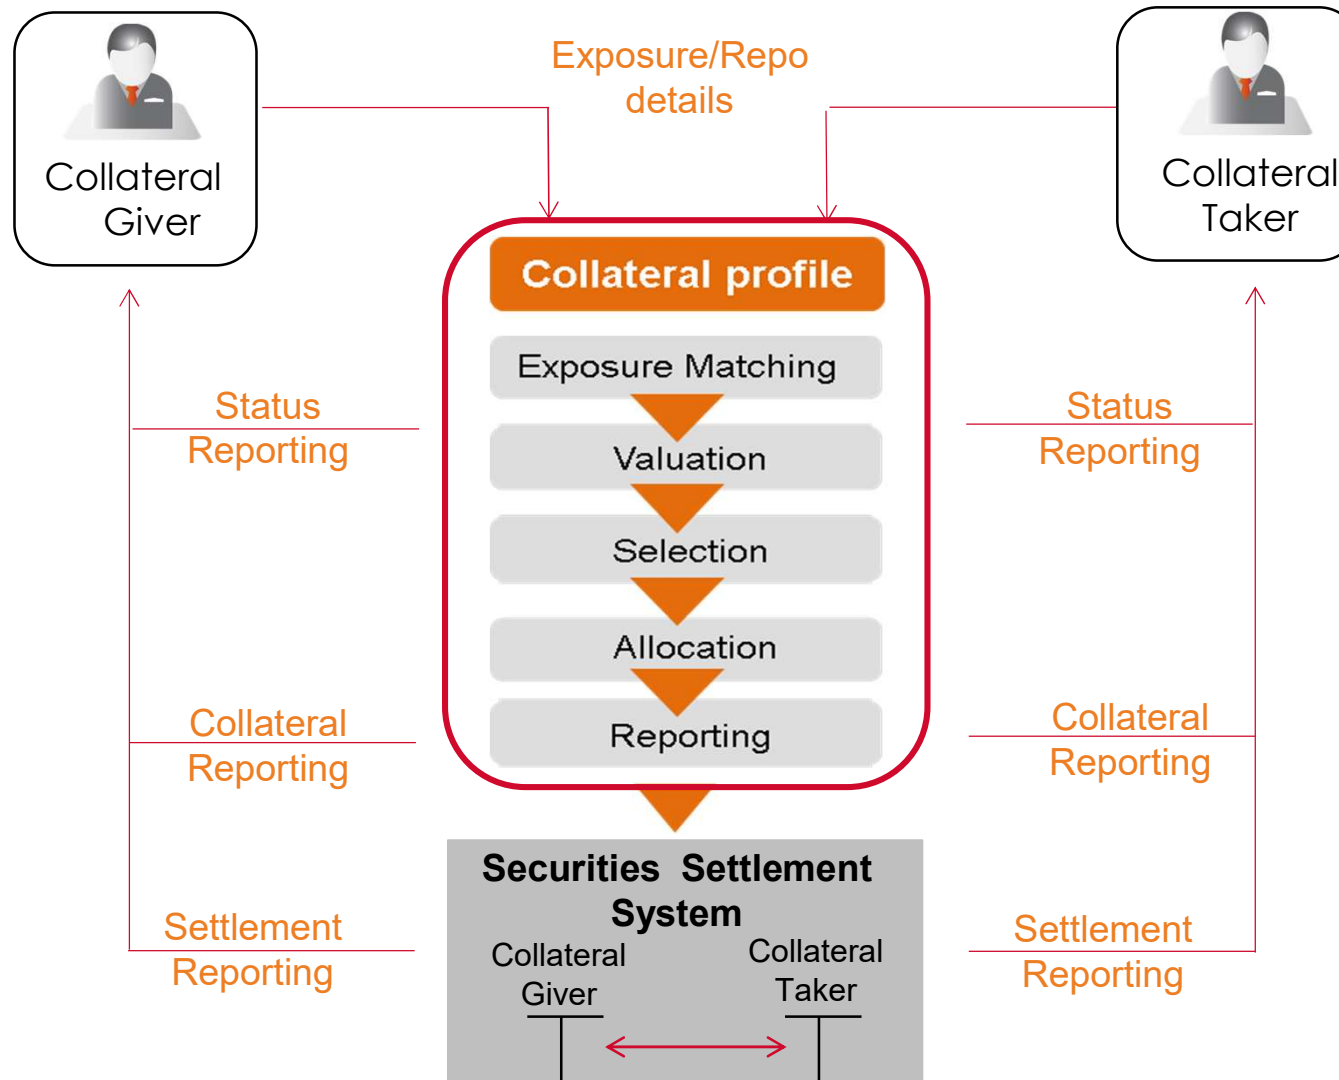 Collateral
Giver
Exposure/Repo
details
Collateral
Taker
Collateral profile
Exposure Matching
Valuation
Selection
Allocation
Reporting
Status
Reporting
Status
Reporting
Collateral
Reporting
Collateral
Reporting
Securities Settlement
System
Collateral
Giver
Collateral
Taker
Settlement
Reporting
Settlement
Reporting